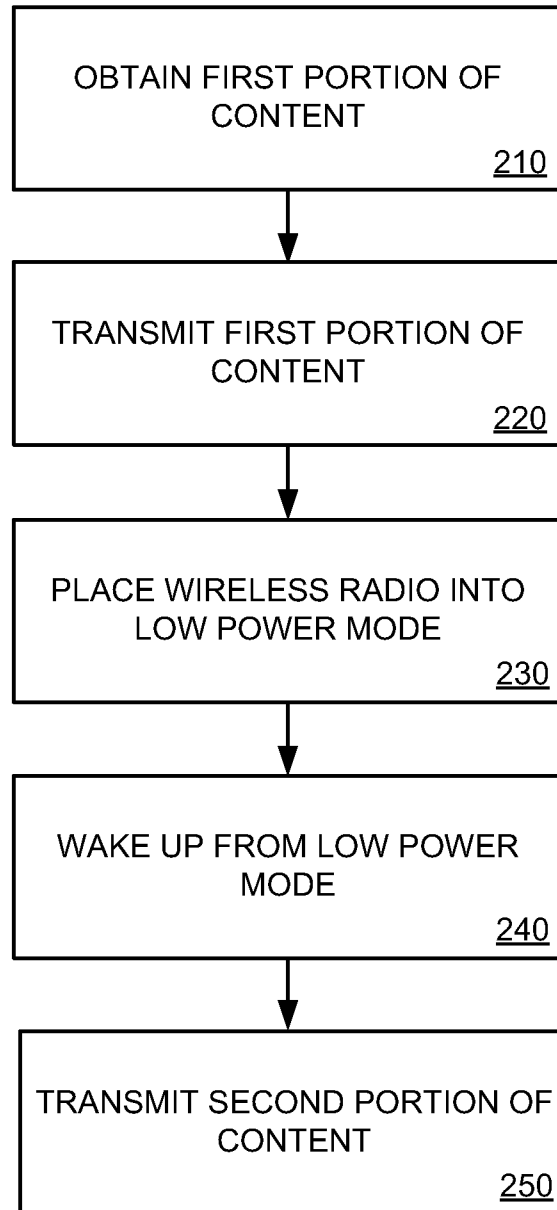 OBTAIN FIRST PORTION OF
CONTENT
210
TRANSMIT FIRST PORTION OF
CONTENT
220
PLACE WIRELESS RADIO INTO
LOW POWER MODE
230
WAKE UP FROM LOW POWER
MODE
240
TRANSMIT SECOND PORTION OF
CONTENT
250